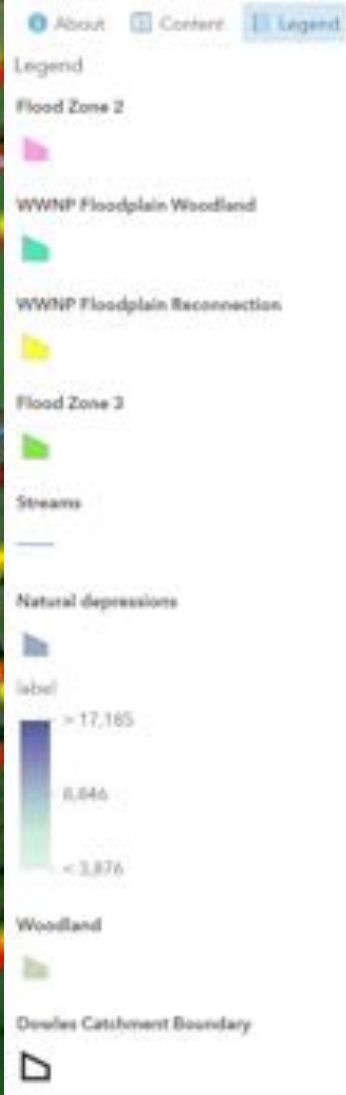 About Content Legend
Legend
Flood Zone 2
WWNP Floodplain Woodland
WWNP Floodplain Reconnection
Flood Zone 3
Streams
Natural depressions
label
> 17,185
8,846
< 3,876
Woodland
Dowles Catchment Boundary